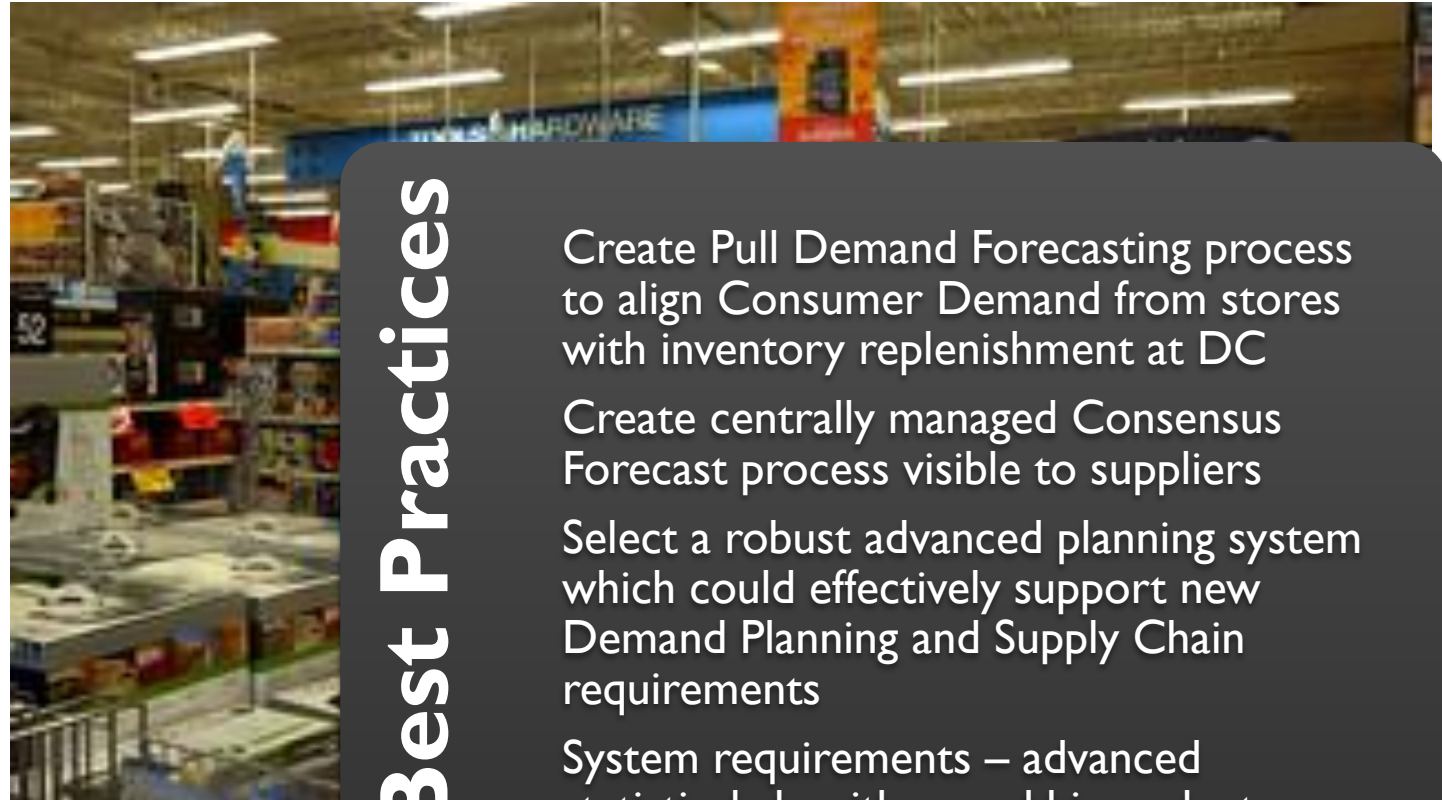 TOOLS & HARDWARE
52
Best Practices
Create Pull Demand Forecasting process
to align Consumer Demand from stores
with inventory replenishment at DC
Create centrally managed Consensus
Forecast process visible to suppliers
Select a robust advanced planning system
which could effectively support new
Demand Planning and Supply Chain
requirements
System requirements – advanced